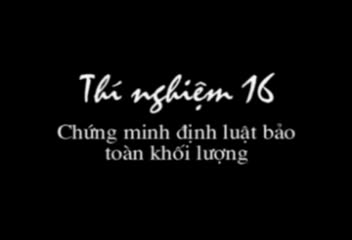 Thí nghiệm 16
Chứng minh định luật bảo
toàn khối lượng